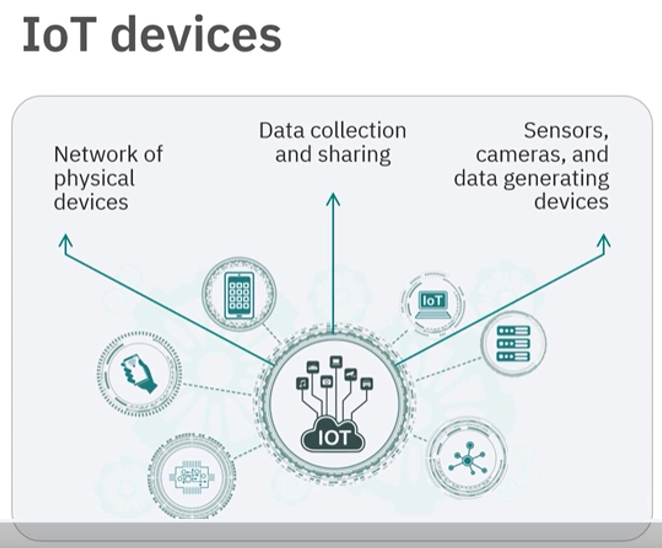 IoT devices
Network of
physical
devices
Data collection
and sharing
Sensors,
cameras, and
data generating
devices
IoT
IOT